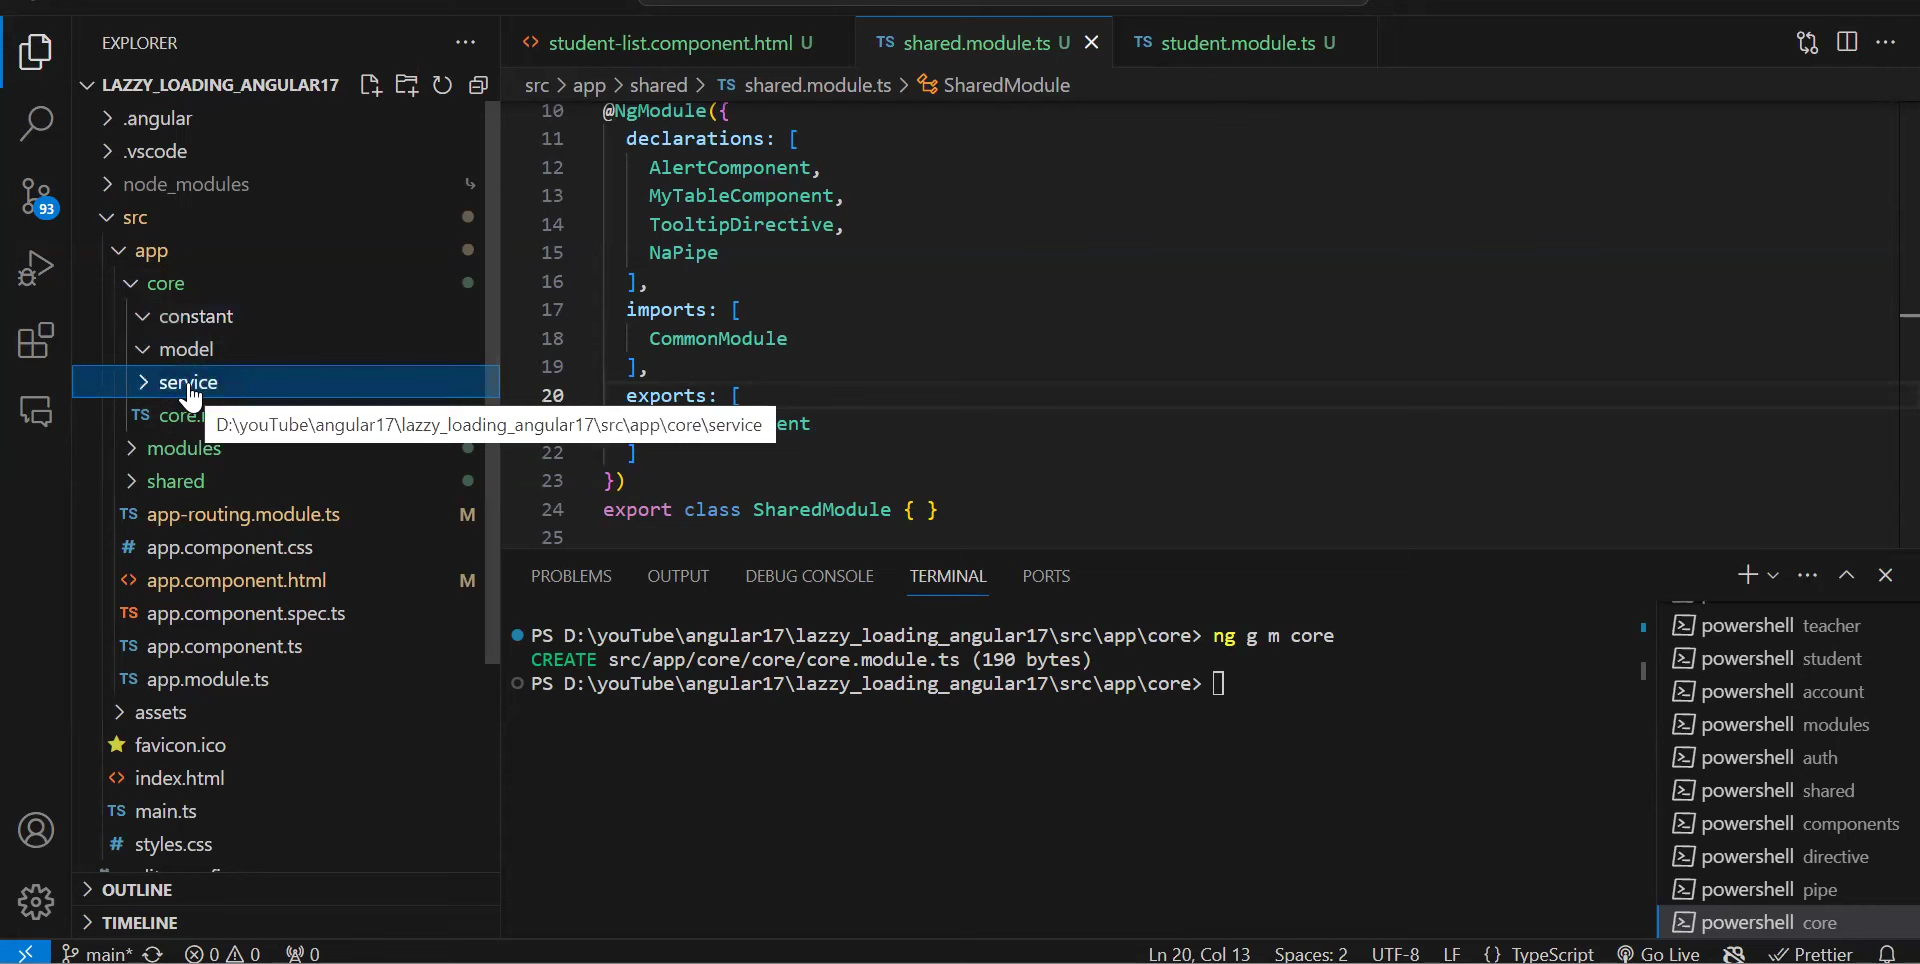 EXPLORER
LAZZY_LOADING_ANGULAR17
.angular
.vscode
node_modules
src
app
core
constant
model
service
TS core.
modules
shared
TS app-routing.module.ts M
# app.component.css
<> app.component.html M
TS app.component.spec.ts
TS app.component.ts
TS app.module.ts
assets
favicon.ico
<> index.html
TS main.ts
# styles.css
OUTLINE
TIMELINE
93
D:\youTube\angular17\lazzy_loading_angular17\src\app\core\service
<> student-list.component.html U
TS shared.module.ts U
TS student.module.ts U
src > app > shared > TS shared.module.ts > SharedModule
10 @NgModule({
11 declarations: [
12 AlertComponent,
13 MyTableComponent,
14 TooltipDirective,
15 NaPipe
16 ],
17 imports: [
18 CommonModule
19 ],
20 exports: [
ent
22 ]
23 })
24 export class SharedModule { }
25
PROBLEMS OUTPUT DEBUG CONSOLE TERMINAL PORTS
PS D:\youTube\angular17\lazzy_loading_angular17\src\app\core> ng g m core
CREATE src/app/core/core/core.module.ts (190 bytes)
PS D:\youTube\angular17\lazzy_loading_angular17\src\app\core>
powershell teacher
powershell student
powershell account
powershell modules
powershell auth
powershell shared
powershell components
powershell directive
powershell pipe
powershell core
main* 0 0 0
Ln 20, Col 13 Spaces: 2 UTF-8 LF {} TypeScript Go Live Prettier